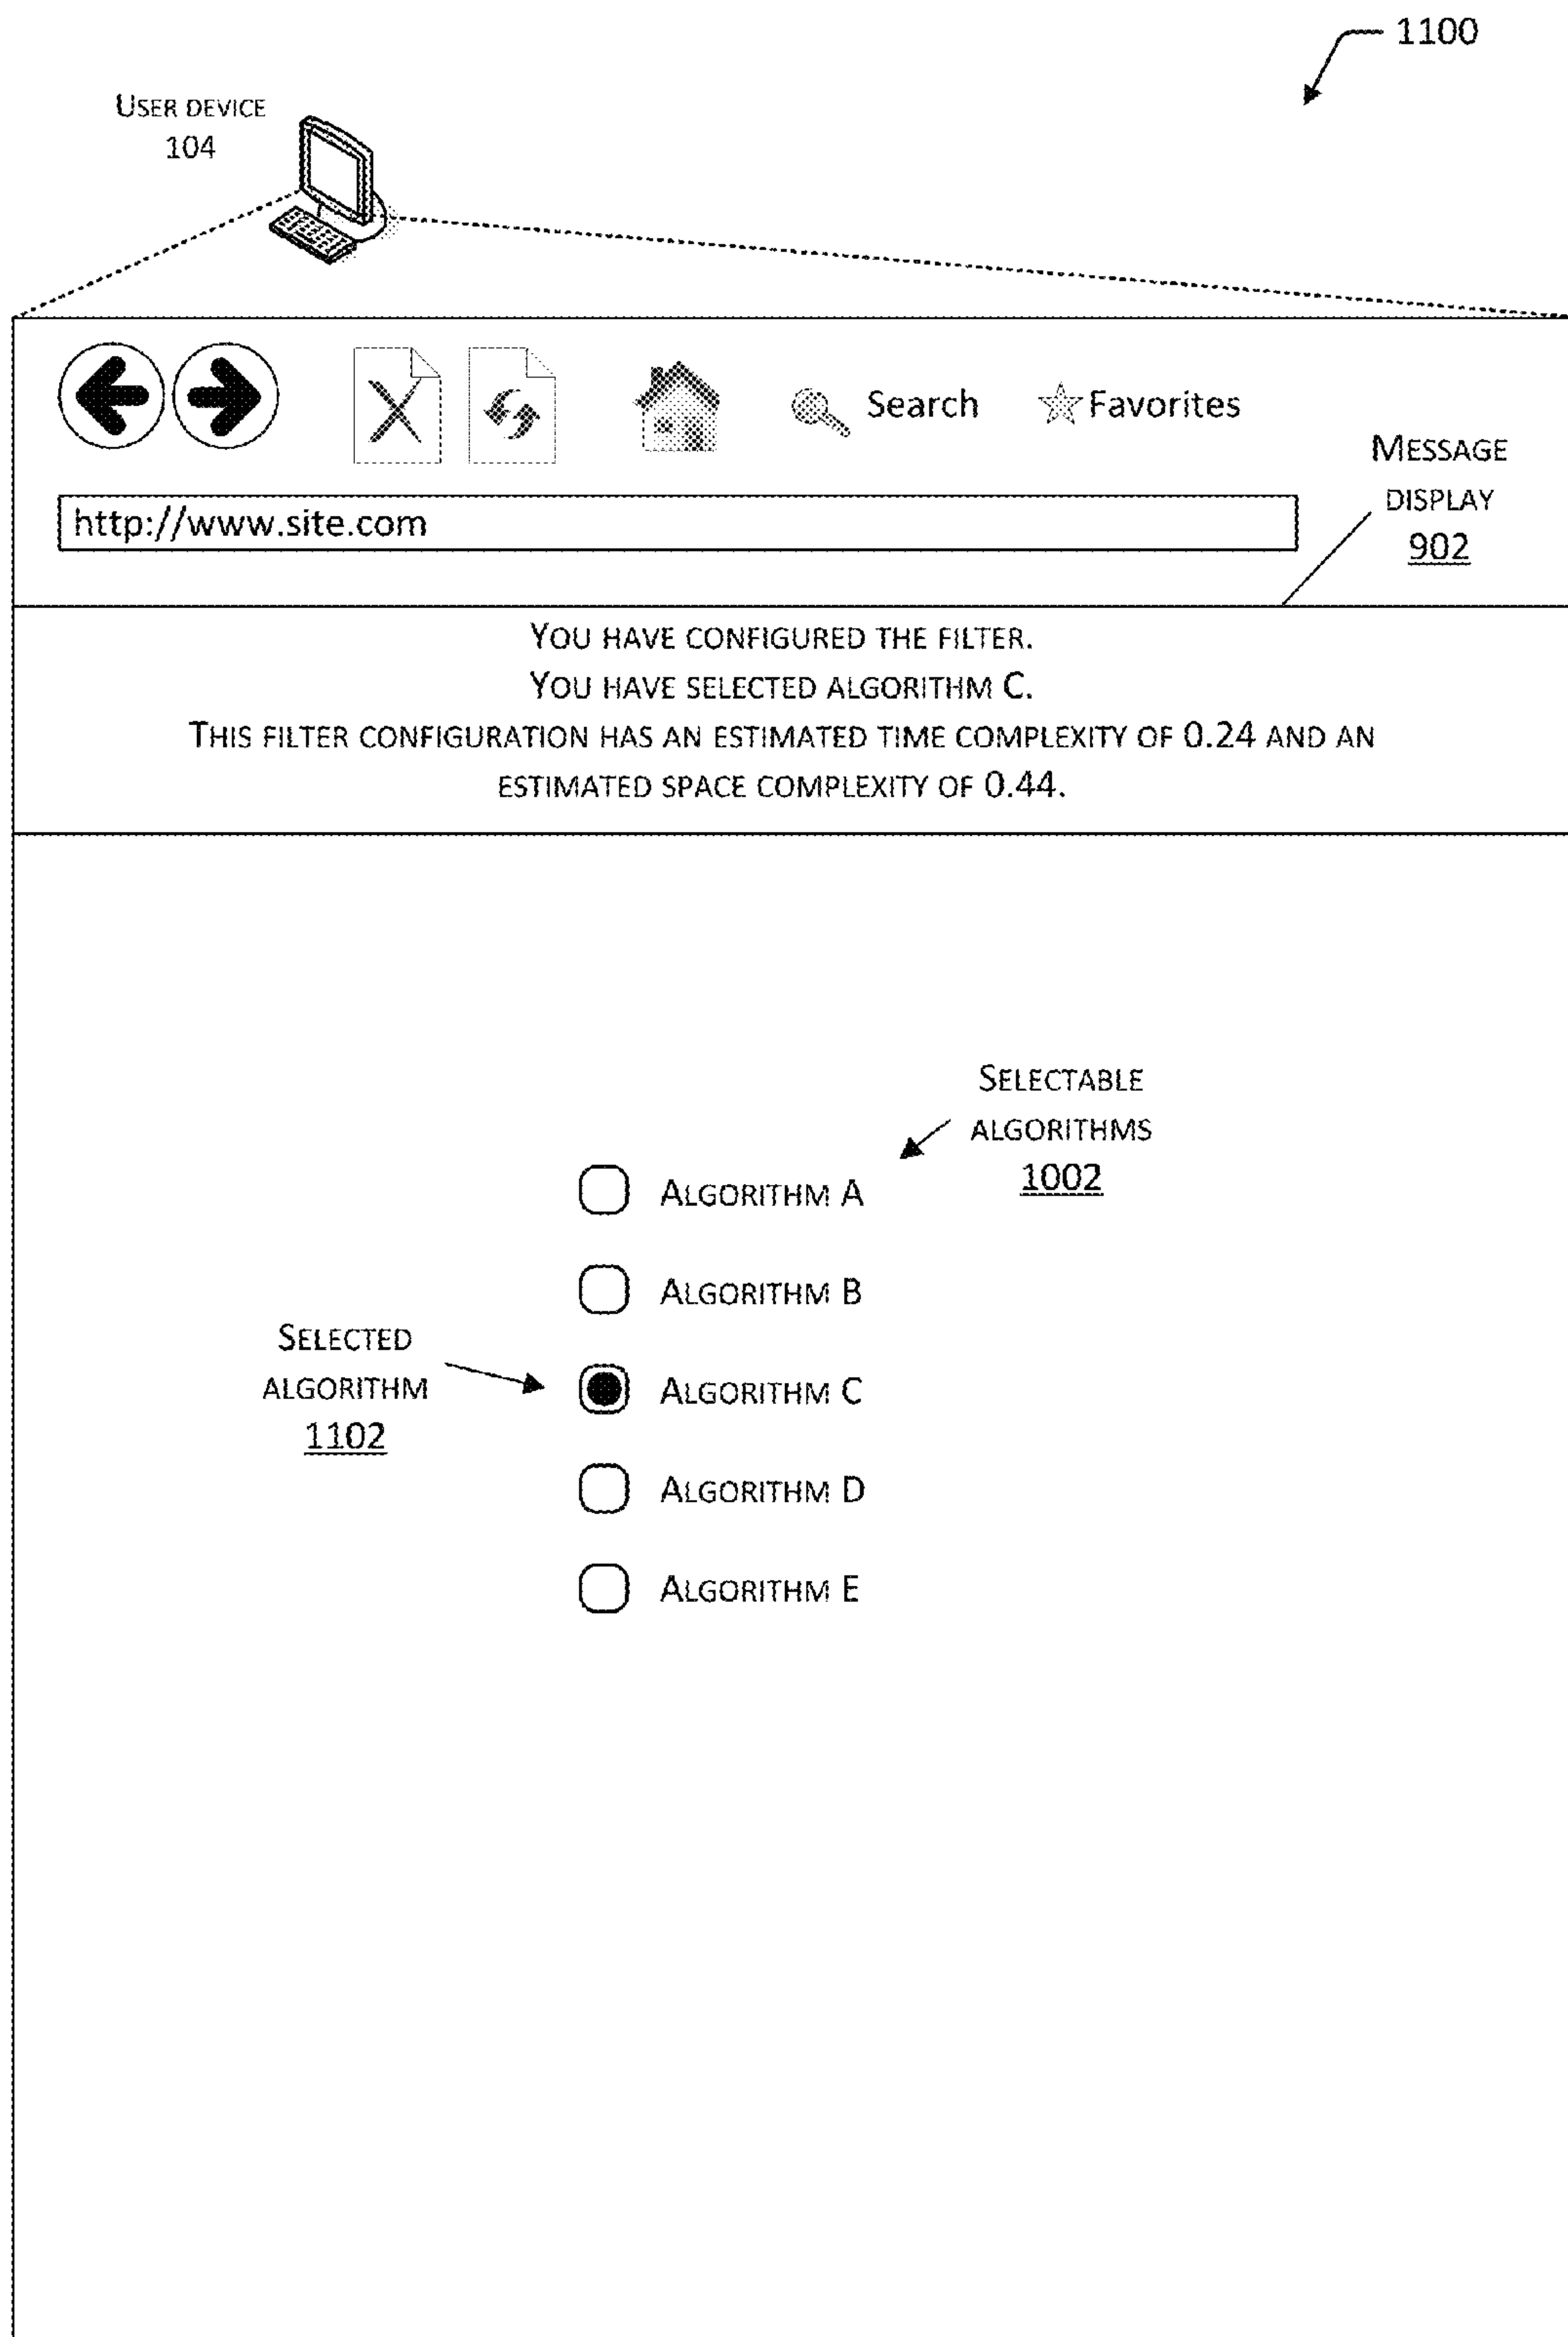 1100
User device
104
Search
Favorites
Message
display
902
http://www.site.com
You have configured the filter.
You have selected algorithm C.
This filter configuration has an estimated time complexity of 0.24 and an
estimated space complexity of 0.44.
Selectable
algorithms
1002
Algorithm A
Algorithm B
Selected
algorithm
1102
Algorithm C
Algorithm D
Algorithm E